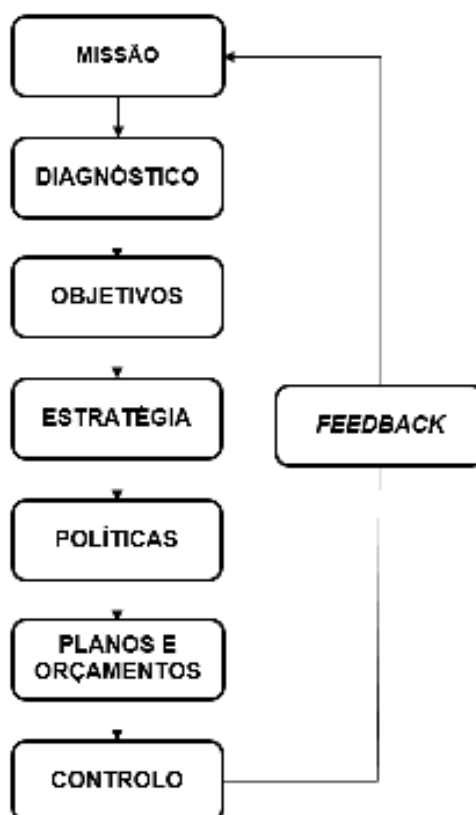 MISSÃO
DIAGNÓSTICO
OBJETIVOS
ESTRATÉGIA
FEEDBACK
POLÍTICAS
PLANOS E
ORÇAMENTOS
CONTROLO